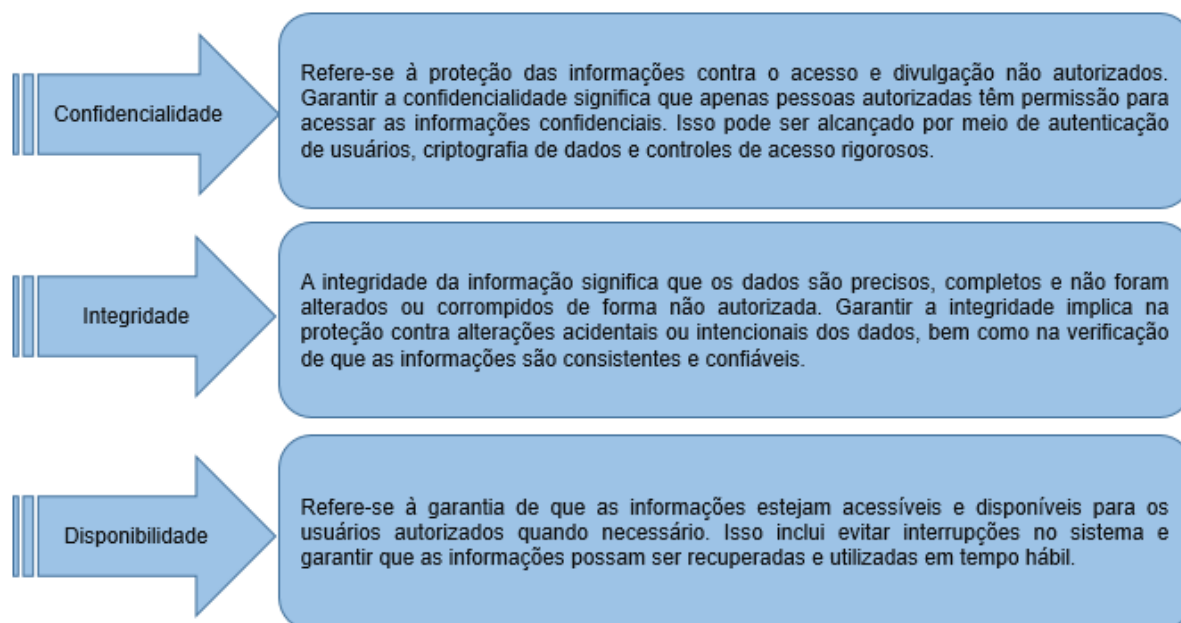 Confidencialidade
Refere-se à proteção das informações contra o acesso e divulgação não autorizados.
Garantir a confidencialidade significa que apenas pessoas autorizadas têm permissão para
acessar as informações confidenciais. Isso pode ser alcançado por meio de autenticação
de usuários, criptografia de dados e controles de acesso rigorosos.
Integridade
A integridade da informação significa que os dados são precisos, completos e não foram
alterados ou corrompidos de forma não autorizada. Garantir a integridade implica na
proteção contra alterações acidentais ou intencionais dos dados, bem como na verificação
de que as informações são consistentes e confiáveis.
Disponibilidade
Refere-se à garantia de que as informações estejam acessíveis e disponíveis para os
usuários autorizados quando necessário. Isso inclui evitar interrupções no sistema e
garantir que as informações possam ser recuperadas e utilizadas em tempo hábil.